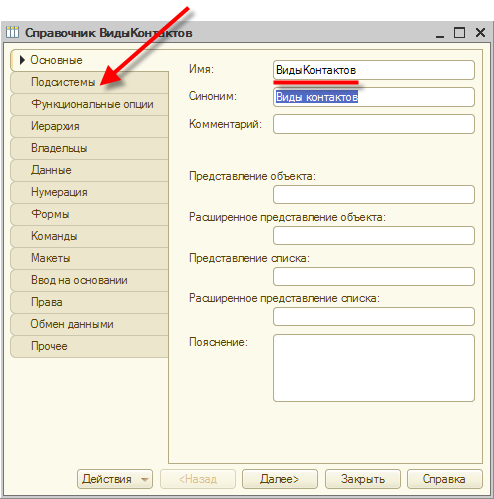 Справочник ВидыКонтактов
Основные
Подсистемы
Функциональные опции
Иерархия
Владельцы
Данные
Нумерация
Формы
Команды
Макеты
Ввод на основании
Права
Обмен данными
Прочее
Имя: ВидыКонтактов
Синоним: Виды контактов
Комментарий:
Представление объекта:
Расширенное представление объекта:
Представление списка:
Расширенное представление списка:
Пояснение:
Действия <Назад Далее> Закрыть Справка